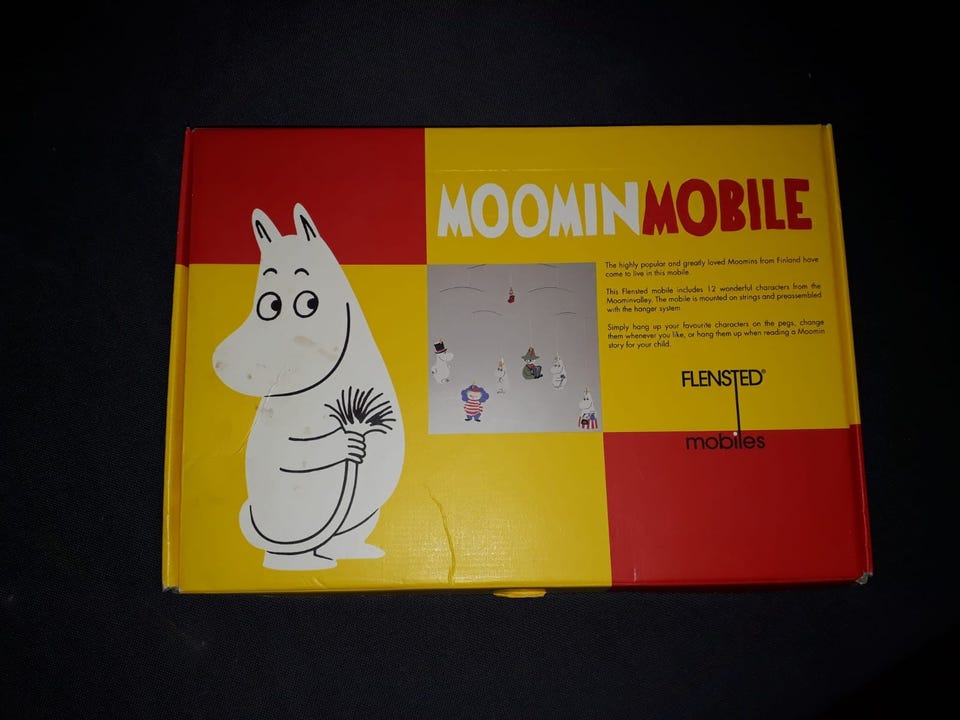 MOOMINMOBILE
The highly popular and greatly loved Moomins from Finland have
come to live in this mobile.
This Flensted mobile includes 12 wonderful characters from the
Moominvalley. The mobile is mounted on strings and preassembled
with the hanger system.
Simply hang up your favourite characters on the pegs, change
them whenever you like, or hang them up when reading a Moomin
story for your child.
FLENSTED®
mobiles